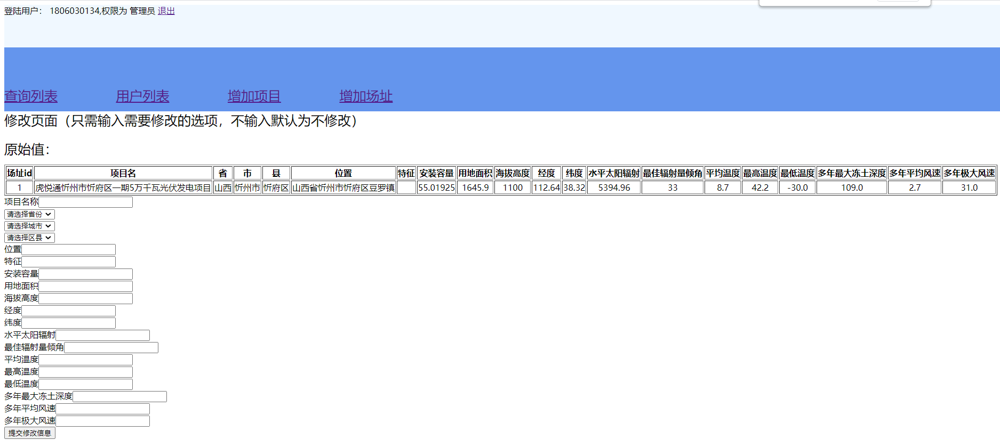 登陆用户： 1806030134,权限为 管理员 退出
查询列表 用户列表 增加项目 增加场址
修改页面（只需输入需要修改的选项，不输入默认为不修改）
原始值：
场址id 项目名 省 市 县 位置 特征 安装容量 用地面积 海拔高度 经度 纬度 水平太阳辐射 最佳辐射量倾角 平均温度 最高温度 最低温度 多年最大冻土深度 多年平均风速 多年极大风速
1 虎悦通忻州市忻府区一期5万千瓦光伏发电项目 山西 忻州市 忻府区 山西省忻州市忻府区豆罗镇 55.01925 1645.9 1100 112.64 38.32 5394.96 33 8.7 42.2 -30.0 109.0 2.7 31.0
项目名称
请选择省份
请选择城市
请选择区县
位置
特征
安装容量
用地面积
海拔高度
经度
纬度
水平太阳辐射
最佳辐射量倾角
平均温度
最高温度
最低温度
多年最大冻土深度
多年平均风速
多年极大风速
提交修改信息